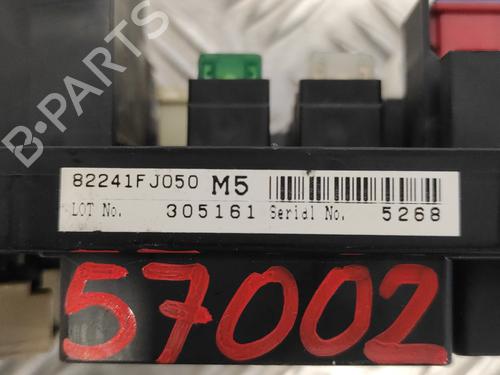 B-PARTS
82241FJ050 M5
LOT No. 305161 Serial No. 5268
57002